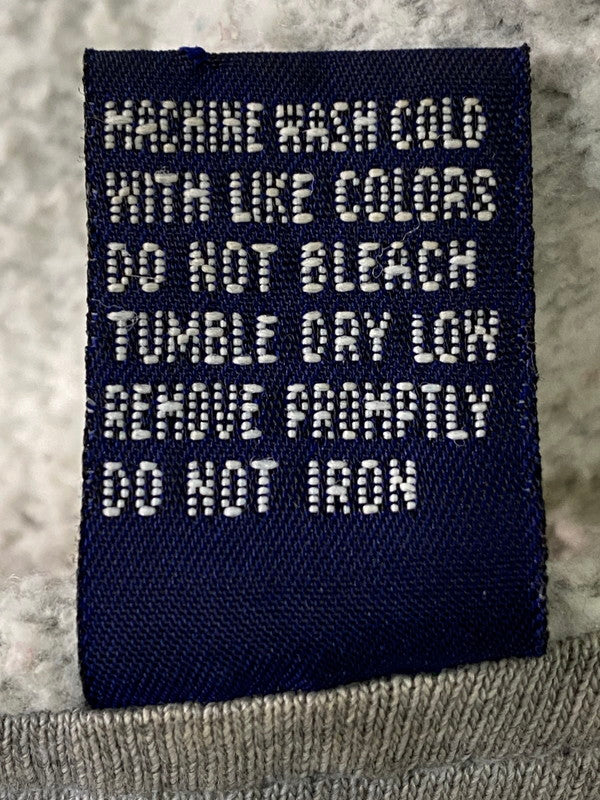 MACHINE WASH COLD
WITH LIKE COLORS
DO NOT BLEACH
TUMBLE DRY LOW
REMOVE PROMPTLY
DO NOT IRON